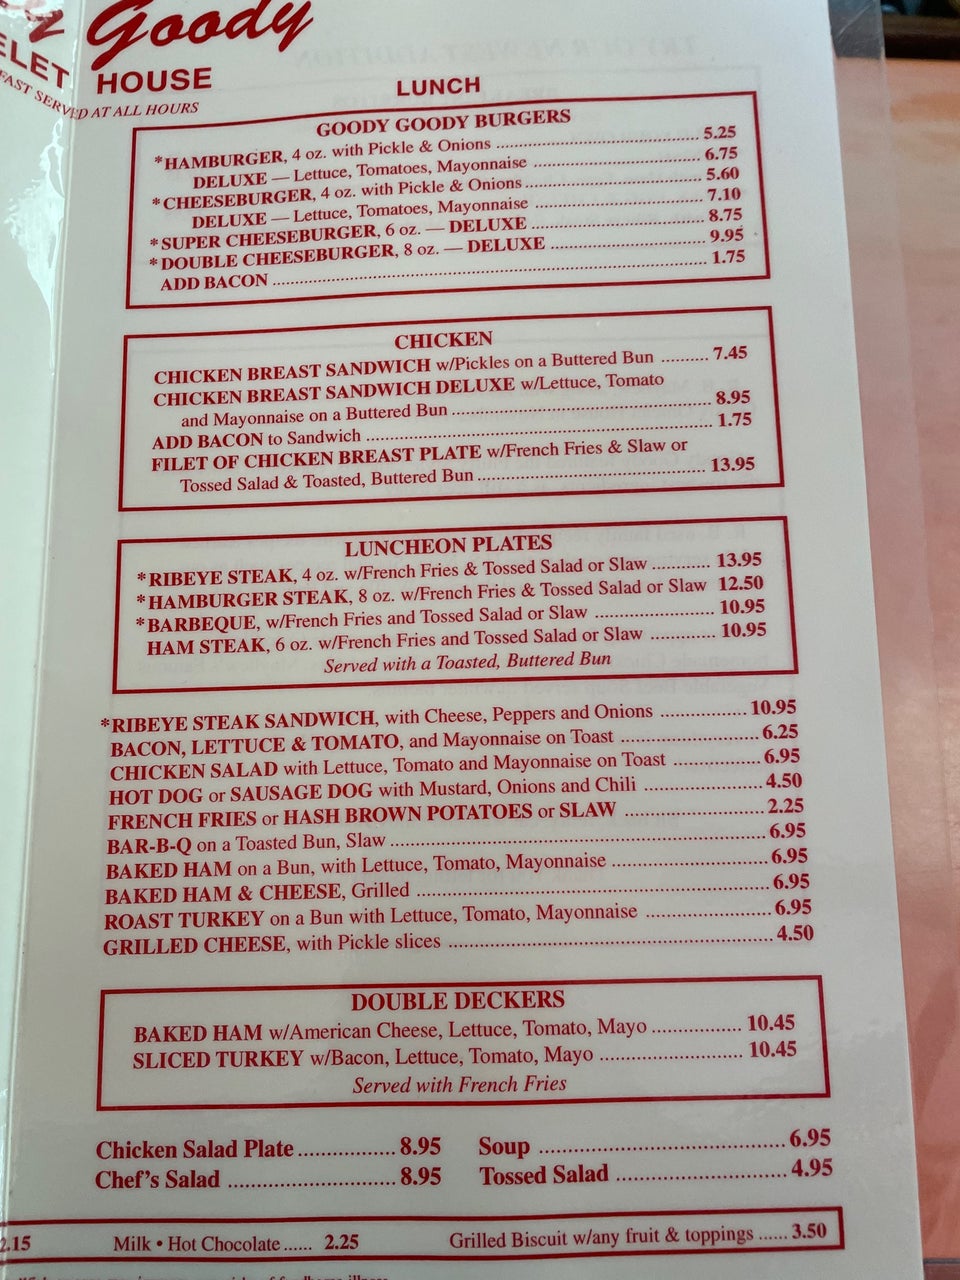 Goody
HOUSE
SERVED AT ALL HOURS
LUNCH
GOODY GOODY BURGERS
*HAMBURGER, 4 oz. with Pickle & Onions ........ 5.25
DELUXE — Lettuce, Tomatoes, Mayonnaise ........ 6.75
*CHEESEBURGER, 4 oz. with Pickle & Onions ........ 5.60
DELUXE — Lettuce, Tomatoes, Mayonnaise ........ 7.10
*SUPER CHEESEBURGER, 6 oz. — DELUXE ........ 8.75
*DOUBLE CHEESEBURGER, 8 oz. — DELUXE ........ 9.95
ADD BACON ........ 1.75
CHICKEN
CHICKEN BREAST SANDWICH w/Pickles on a Buttered Bun ........ 7.45
CHICKEN BREAST SANDWICH DELUXE w/Lettuce, Tomato
and Mayonnaise on a Buttered Bun ........ 8.95
ADD BACON to Sandwich ........ 1.75
FILET OF CHICKEN BREAST PLATE w/French Fries & Slaw or
Tossed Salad & Toasted, Buttered Bun ........ 13.95
LUNCHEON PLATES
*RIBEYE STEAK, 4 oz. w/French Fries & Tossed Salad or Slaw ........ 13.95
*HAMBURGER STEAK, 8 oz. w/French Fries & Tossed Salad or Slaw 12.50
*BARBEQUE, w/French Fries and Tossed Salad or Slaw ........ 10.95
HAM STEAK, 6 oz. w/French Fries and Tossed Salad or Slaw ........ 10.95
Served with a Toasted, Buttered Bun
*RIBEYE STEAK SANDWICH, with Cheese, Peppers and Onions ........ 10.95
BACON, LETTUCE & TOMATO, and Mayonnaise on Toast ........ 6.25
CHICKEN SALAD with Lettuce, Tomato and Mayonnaise on Toast ........ 6.95
HOT DOG or SAUSAGE DOG with Mustard, Onions and Chili ........ 4.50
FRENCH FRIES or HASH BROWN POTATOES or SLAW ........ 2.25
BAR-B-Q on a Toasted Bun, Slaw ........ 6.95
BAKED HAM on a Bun, with Lettuce, Tomato, Mayonnaise ........ 6.95
BAKED HAM & CHEESE, Grilled ........ 6.95
ROAST TURKEY on a Bun with Lettuce, Tomato, Mayonnaise ........ 6.95
GRILLED CHEESE, with Pickle slices ........ 4.50
DOUBLE DECKERS
BAKED HAM w/American Cheese, Lettuce, Tomato, Mayo ........ 10.45
SLICED TURKEY w/Bacon, Lettuce, Tomato, Mayo ........ 10.45
Served with French Fries
Chicken Salad Plate ........ 8.95 Soup ........ 6.95
Chef's Salad ........ 8.95 Tossed Salad ........ 4.95
2.15 Milk • Hot Chocolate ...... 2.25 Grilled Biscuit w/any fruit & toppings ...... 3.50